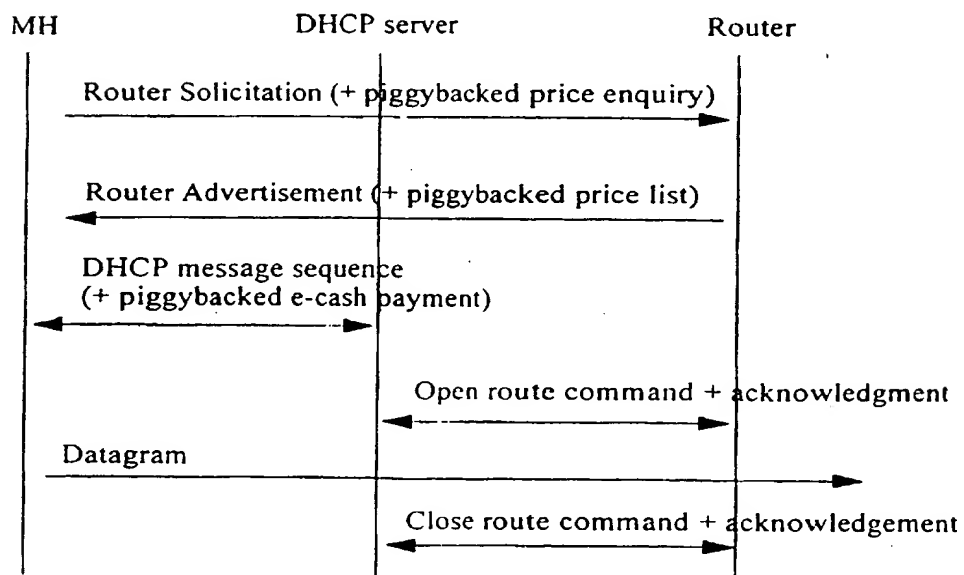 MH DHCP server Router
Router Solicitation (+ piggybacked price enquiry)
Router Advertisement (+ piggybacked price list)
DHCP message sequence
(+ piggybacked e-cash payment)
Open route command + acknowledgment
Datagram
Close route command + acknowledgement